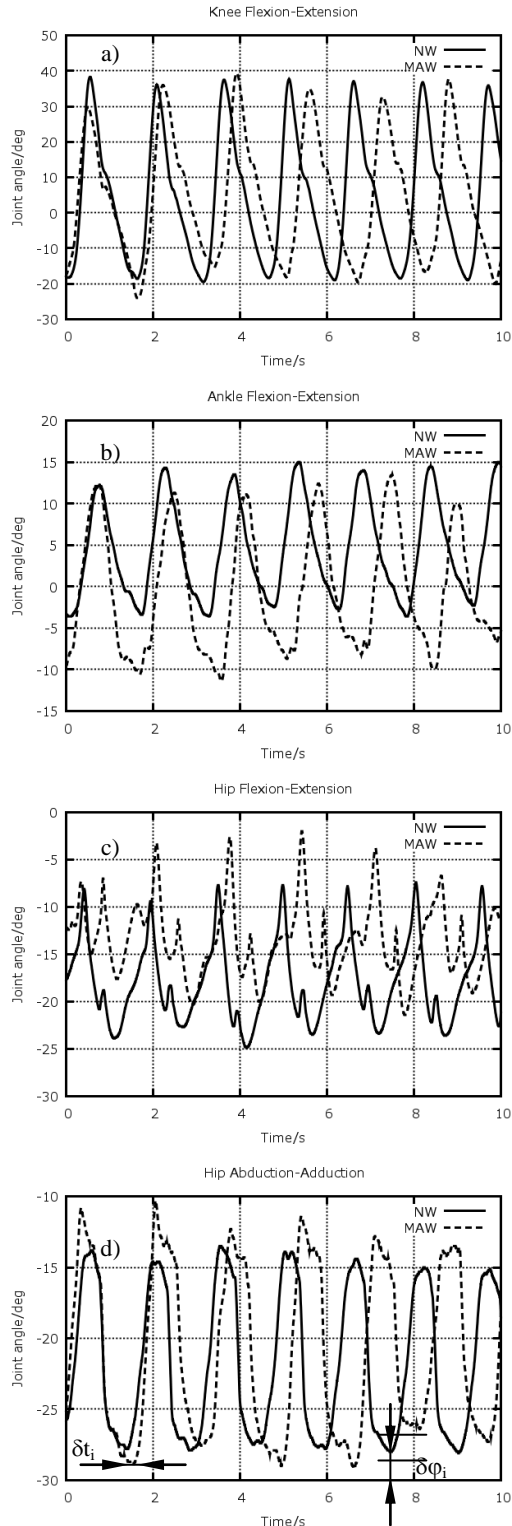 Knee Flexion-Extension
a)
NW
MAW
50
40
30
20
10
0
-10
-20
-30
Joint angle/deg
0 2 4 6 8 10
Time/s
Ankle Flexion-Extension
b)
NW
MAW
20
15
10
5
0
-5
-10
-15
Joint angle/deg
0 2 4 6 8 10
Time/s
Hip Flexion-Extension
c)
NW
MAW
0
-5
-10
-15
-20
-25
-30
Joint angle/deg
0 2 4 6 8 10
Time/s
Hip Abduction-Adduction
d)
NW
MAW
-10
-15
-20
-25
-30
Joint angle/deg
δtᵢ
δφᵢ
0 2 4 6 8 10
Time/s